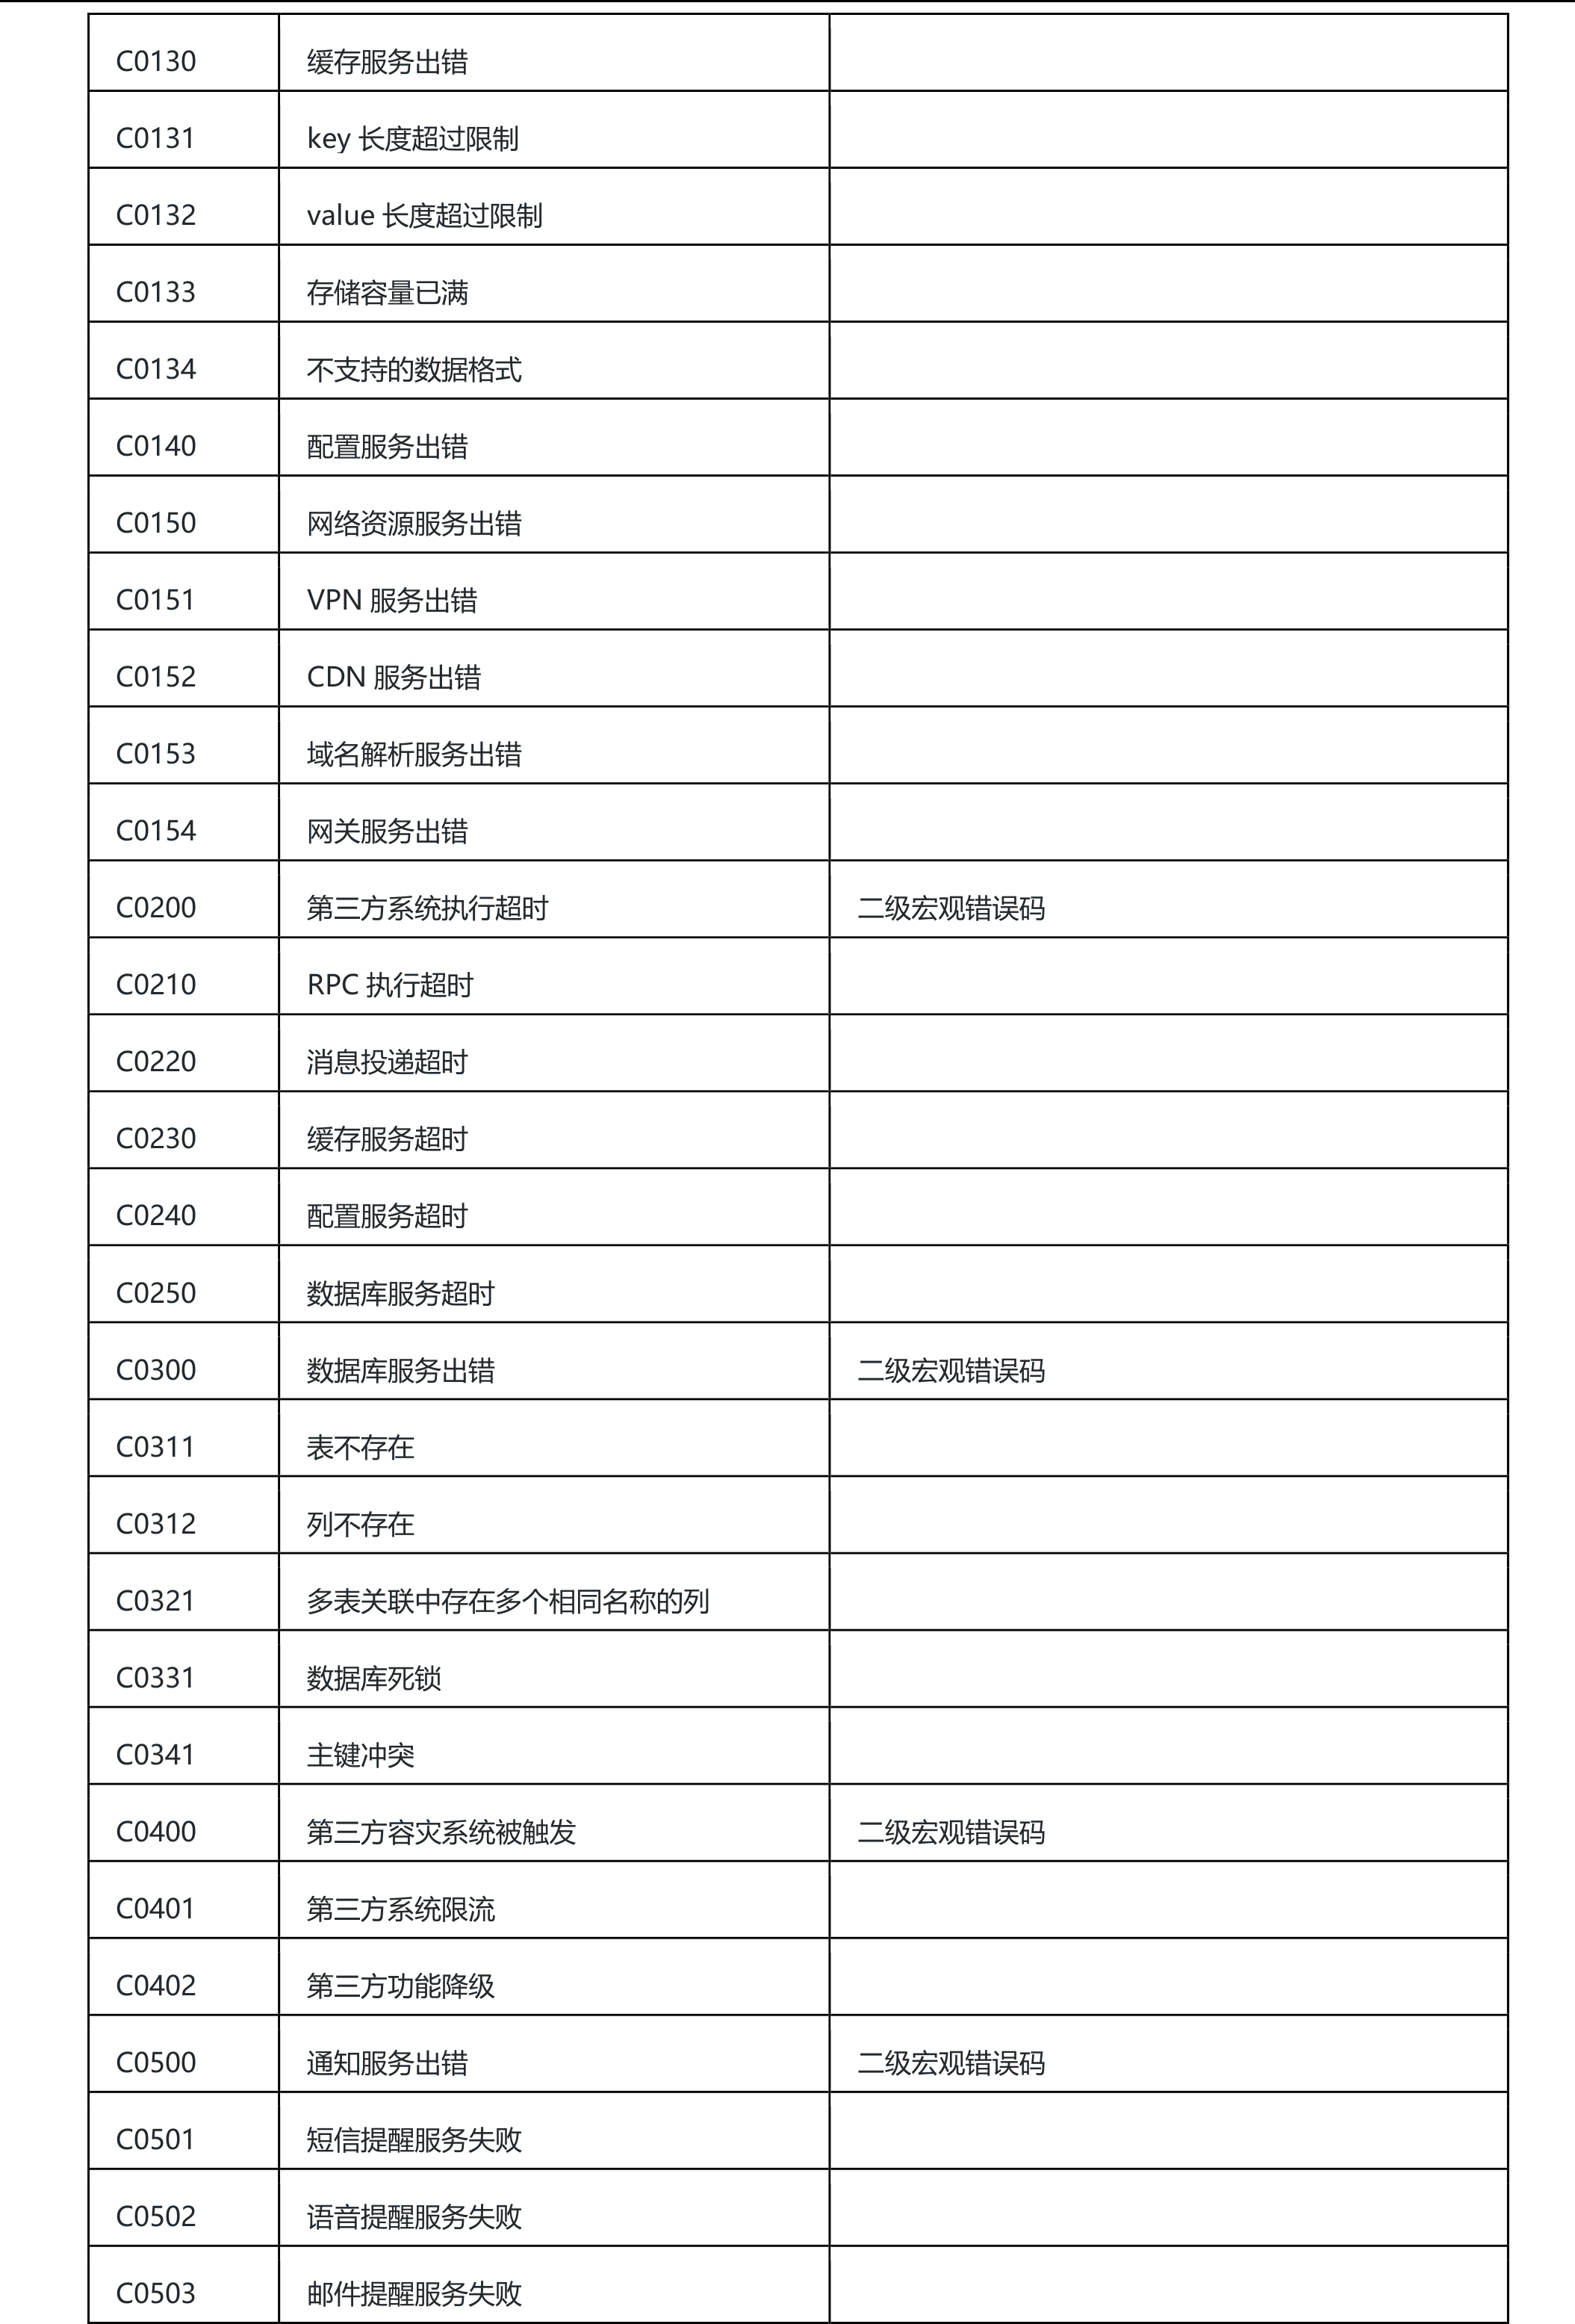 C0130 缓存服务出错
C0131 key 长度超过限制
C0132 value 长度超过限制
C0133 存储容量已满
C0134 不支持的数据格式
C0140 配置服务出错
C0150 网络资源服务出错
C0151 VPN 服务出错
C0152 CDN 服务出错
C0153 域名解析服务出错
C0154 网关服务出错
C0200 第三方系统执行超时 二级宏观错误码
C0210 RPC 执行超时
C0220 消息投递超时
C0230 缓存服务超时
C0240 配置服务超时
C0250 数据库服务超时
C0300 数据库服务出错 二级宏观错误码
C0311 表不存在
C0312 列不存在
C0321 多表关联中存在多个相同名称的列
C0331 数据库死锁
C0341 主键冲突
C0400 第三方容灾系统被触发 二级宏观错误码
C0401 第三方系统限流
C0402 第三方功能降级
C0500 通知服务出错 二级宏观错误码
C0501 短信提醒服务失败
C0502 语音提醒服务失败
C0503 邮件提醒服务失败